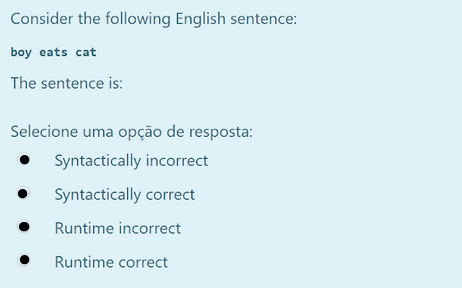 Consider the following English sentence:
boy eats cat
The sentence is:
Selecione uma opção de resposta:
Syntactically incorrect
Syntactically correct
Runtime incorrect
Runtime correct